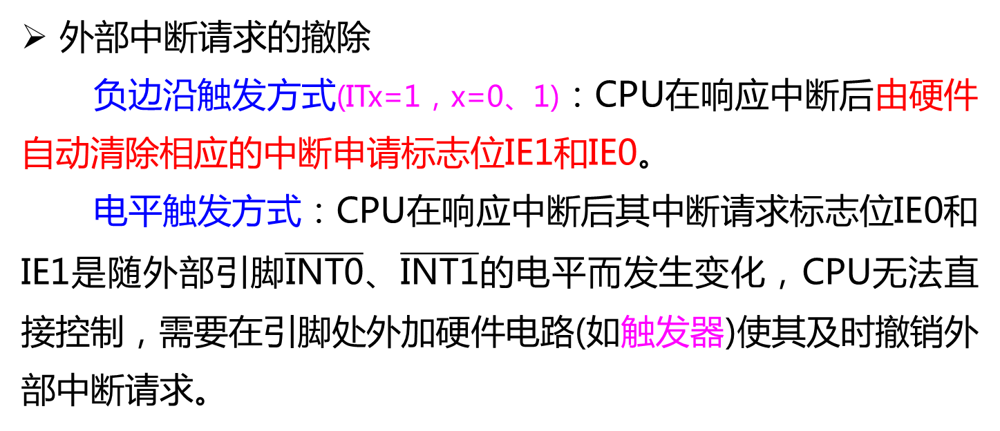 ➢ 外部中断请求的撤除
负边沿触发方式(ITx=1，x=0、1)：CPU在响应中断后由硬件
自动清除相应的中断申请标志位IE1和IE0。
电平触发方式：CPU在响应中断后其中断请求标志位IE0和
IE1是随外部引脚I̅N̅T̅0̅、I̅N̅T̅1̅的电平而发生变化，CPU无法直
接控制，需要在引脚处外加硬件电路(如触发器)使其及时撤销外
部中断请求。